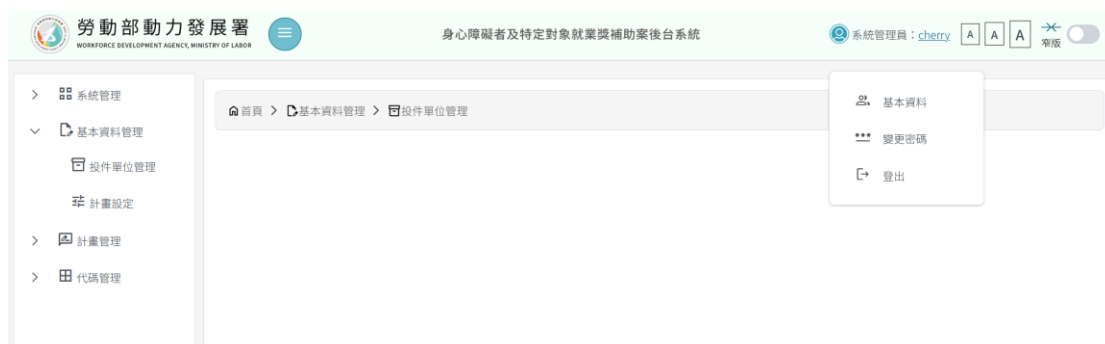 勞動部勞動力發展署
WORKFORCE DEVELOPMENT AGENCY, MINISTRY OF LABOR
身心障礙者及特定對象就業獎補助案後台系統
系統管理員：cherry
A A A
窄版
系統管理
基本資料管理
投件單位管理
計畫設定
計畫管理
代碼管理
首頁 > 基本資料管理 > 投件單位管理
基本資料
變更密碼
登出